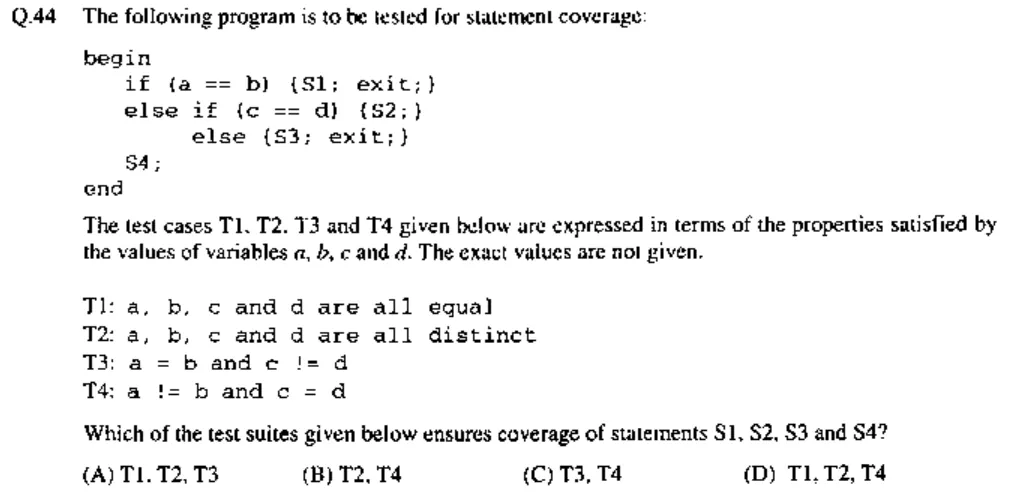 Q.44 The following program is to be tested for statement coverage:
begin
if (a == b) {S1; exit;}
else if (c == d) {S2;}
else {S3; exit;}
S4;
end
The test cases T1, T2, T3 and T4 given below are expressed in terms of the properties satisfied by
the values of variables a, b, c and d. The exact values are not given.
T1: a, b, c and d are all equal
T2: a, b, c and d are all distinct
T3: a = b and c != d
T4: a != b and c = d
Which of the test suites given below ensures coverage of statements S1, S2, S3 and S4?
(A) T1, T2, T3 (B) T2, T4 (C) T3, T4 (D) T1, T2, T4